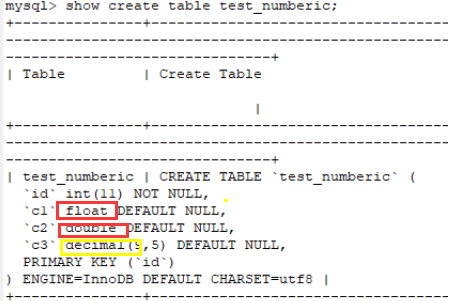 mysql> show create table test_numberic;
+---------------+--------------------------------------
-------------------------------------------------------
---------------------------------+
| Table | Create Table
|
+---------------+--------------------------------------
-------------------------------------------------------
---------------------------------+
| test_numberic | CREATE TABLE `test_numberic` (
`id` int(11) NOT NULL,
`c1` float DEFAULT NULL,
`c2` double DEFAULT NULL,
`c3` decimal(9,5) DEFAULT NULL,
PRIMARY KEY (`id`)
) ENGINE=InnoDB DEFAULT CHARSET=utf8 |
+---------------+--------------------------------------